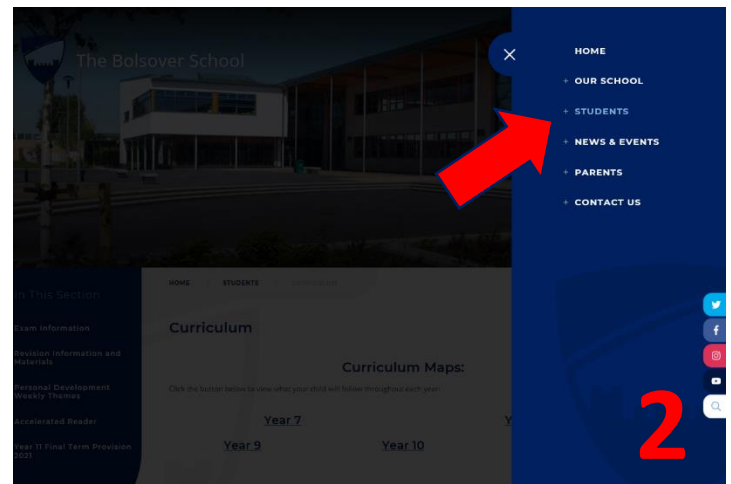 The Bolsover School
HOME
+ OUR SCHOOL
+ STUDENTS
+ NEWS & EVENTS
+ PARENTS
+ CONTACT US
In This Section
Exam Information
Revision Information and
Materials
Personal Development
Weekly Themes
Accelerated Reader
Year 11 Final Term Provision
2021
HOME STUDENTS CURRICULUM
Curriculum
Curriculum Maps:
Click the button below to view what your child will follow throughout each year:
Year 7
Y
Year 9 Year 10
2